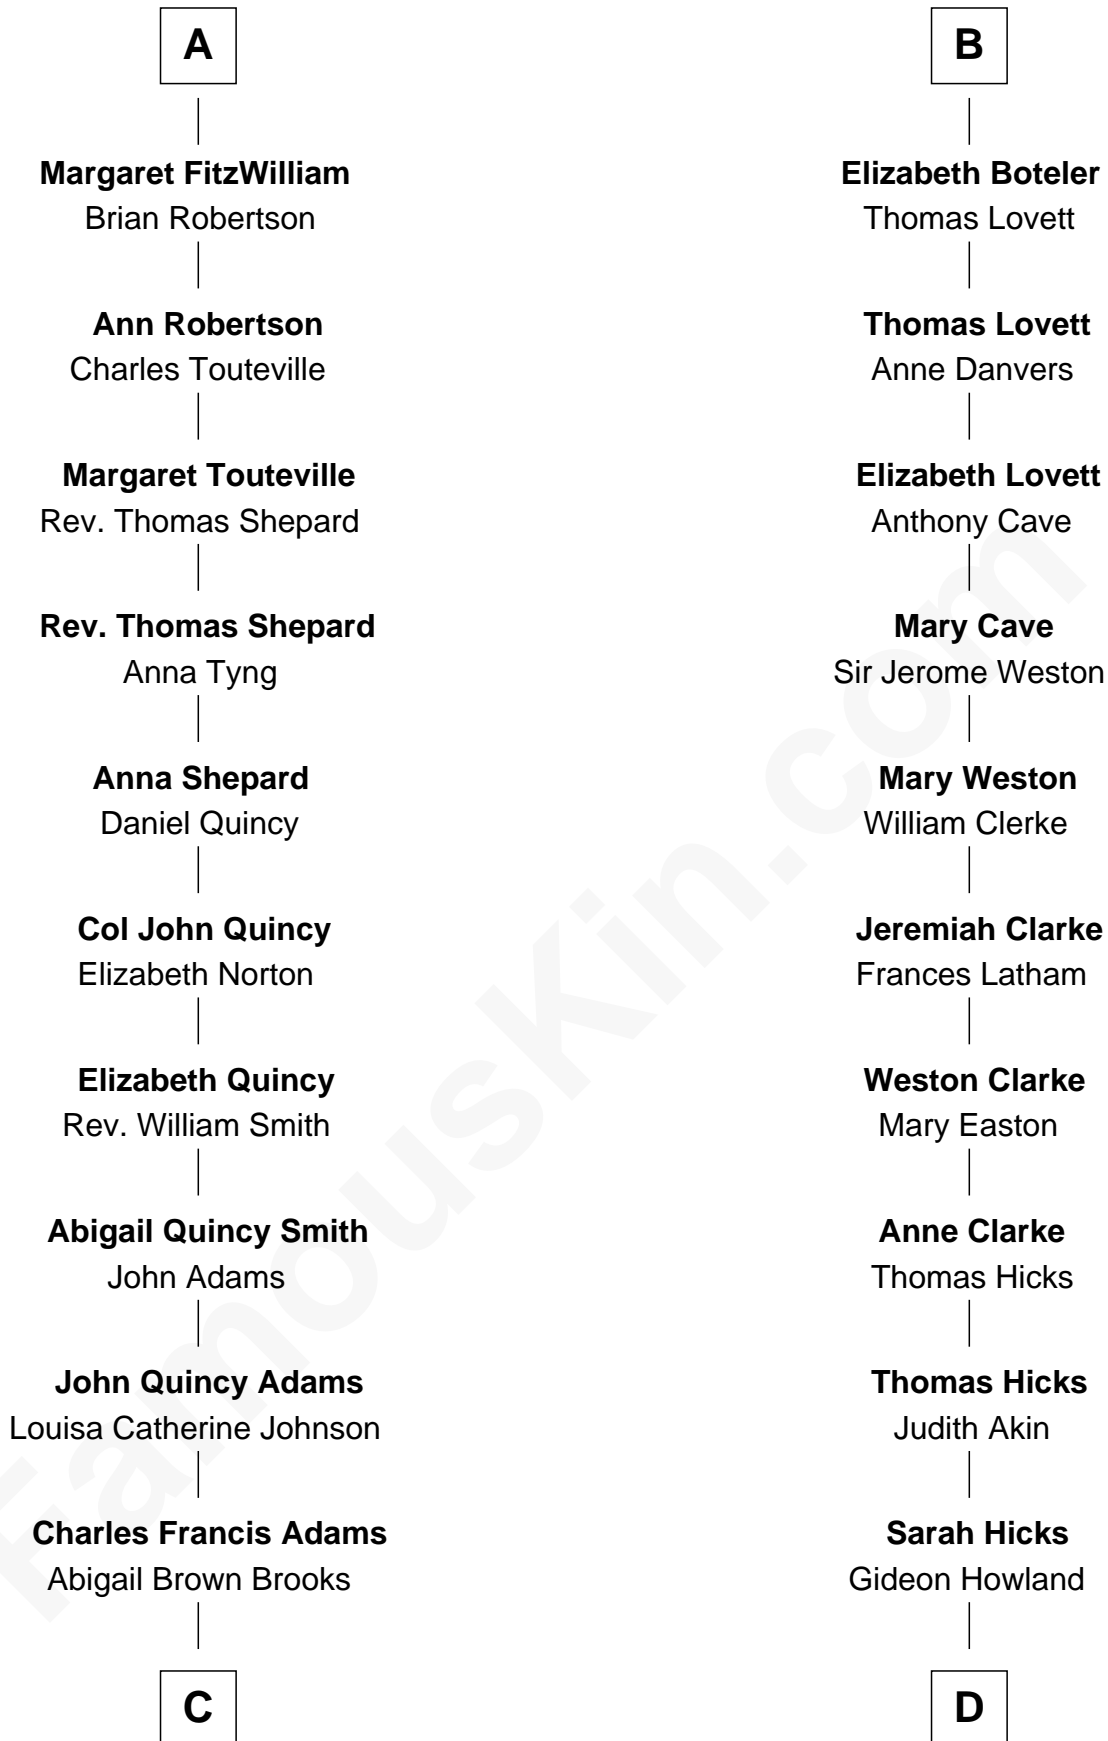 A
Margaret FitzWilliam
Brian Robertson
Ann Robertson
Charles Touteville
Margaret Touteville
Rev. Thomas Shepard
Rev. Thomas Shepard
Anna Tyng
Anna Shepard
Daniel Quincy
Col John Quincy
Elizabeth Norton
Elizabeth Quincy
Rev. William Smith
Abigail Quincy Smith
John Adams
John Quincy Adams
Louisa Catherine Johnson
Charles Francis Adams
Abigail Brown Brooks
C
B
Elizabeth Boteler
Thomas Lovett
Thomas Lovett
Anne Danvers
Elizabeth Lovett
Anthony Cave
Mary Cave
Sir Jerome Weston
Mary Weston
William Clerke
Jeremiah Clarke
Frances Latham
Weston Clarke
Mary Easton
Anne Clarke
Thomas Hicks
Thomas Hicks
Judith Akin
Sarah Hicks
Gideon Howland
D
FamousKin.com